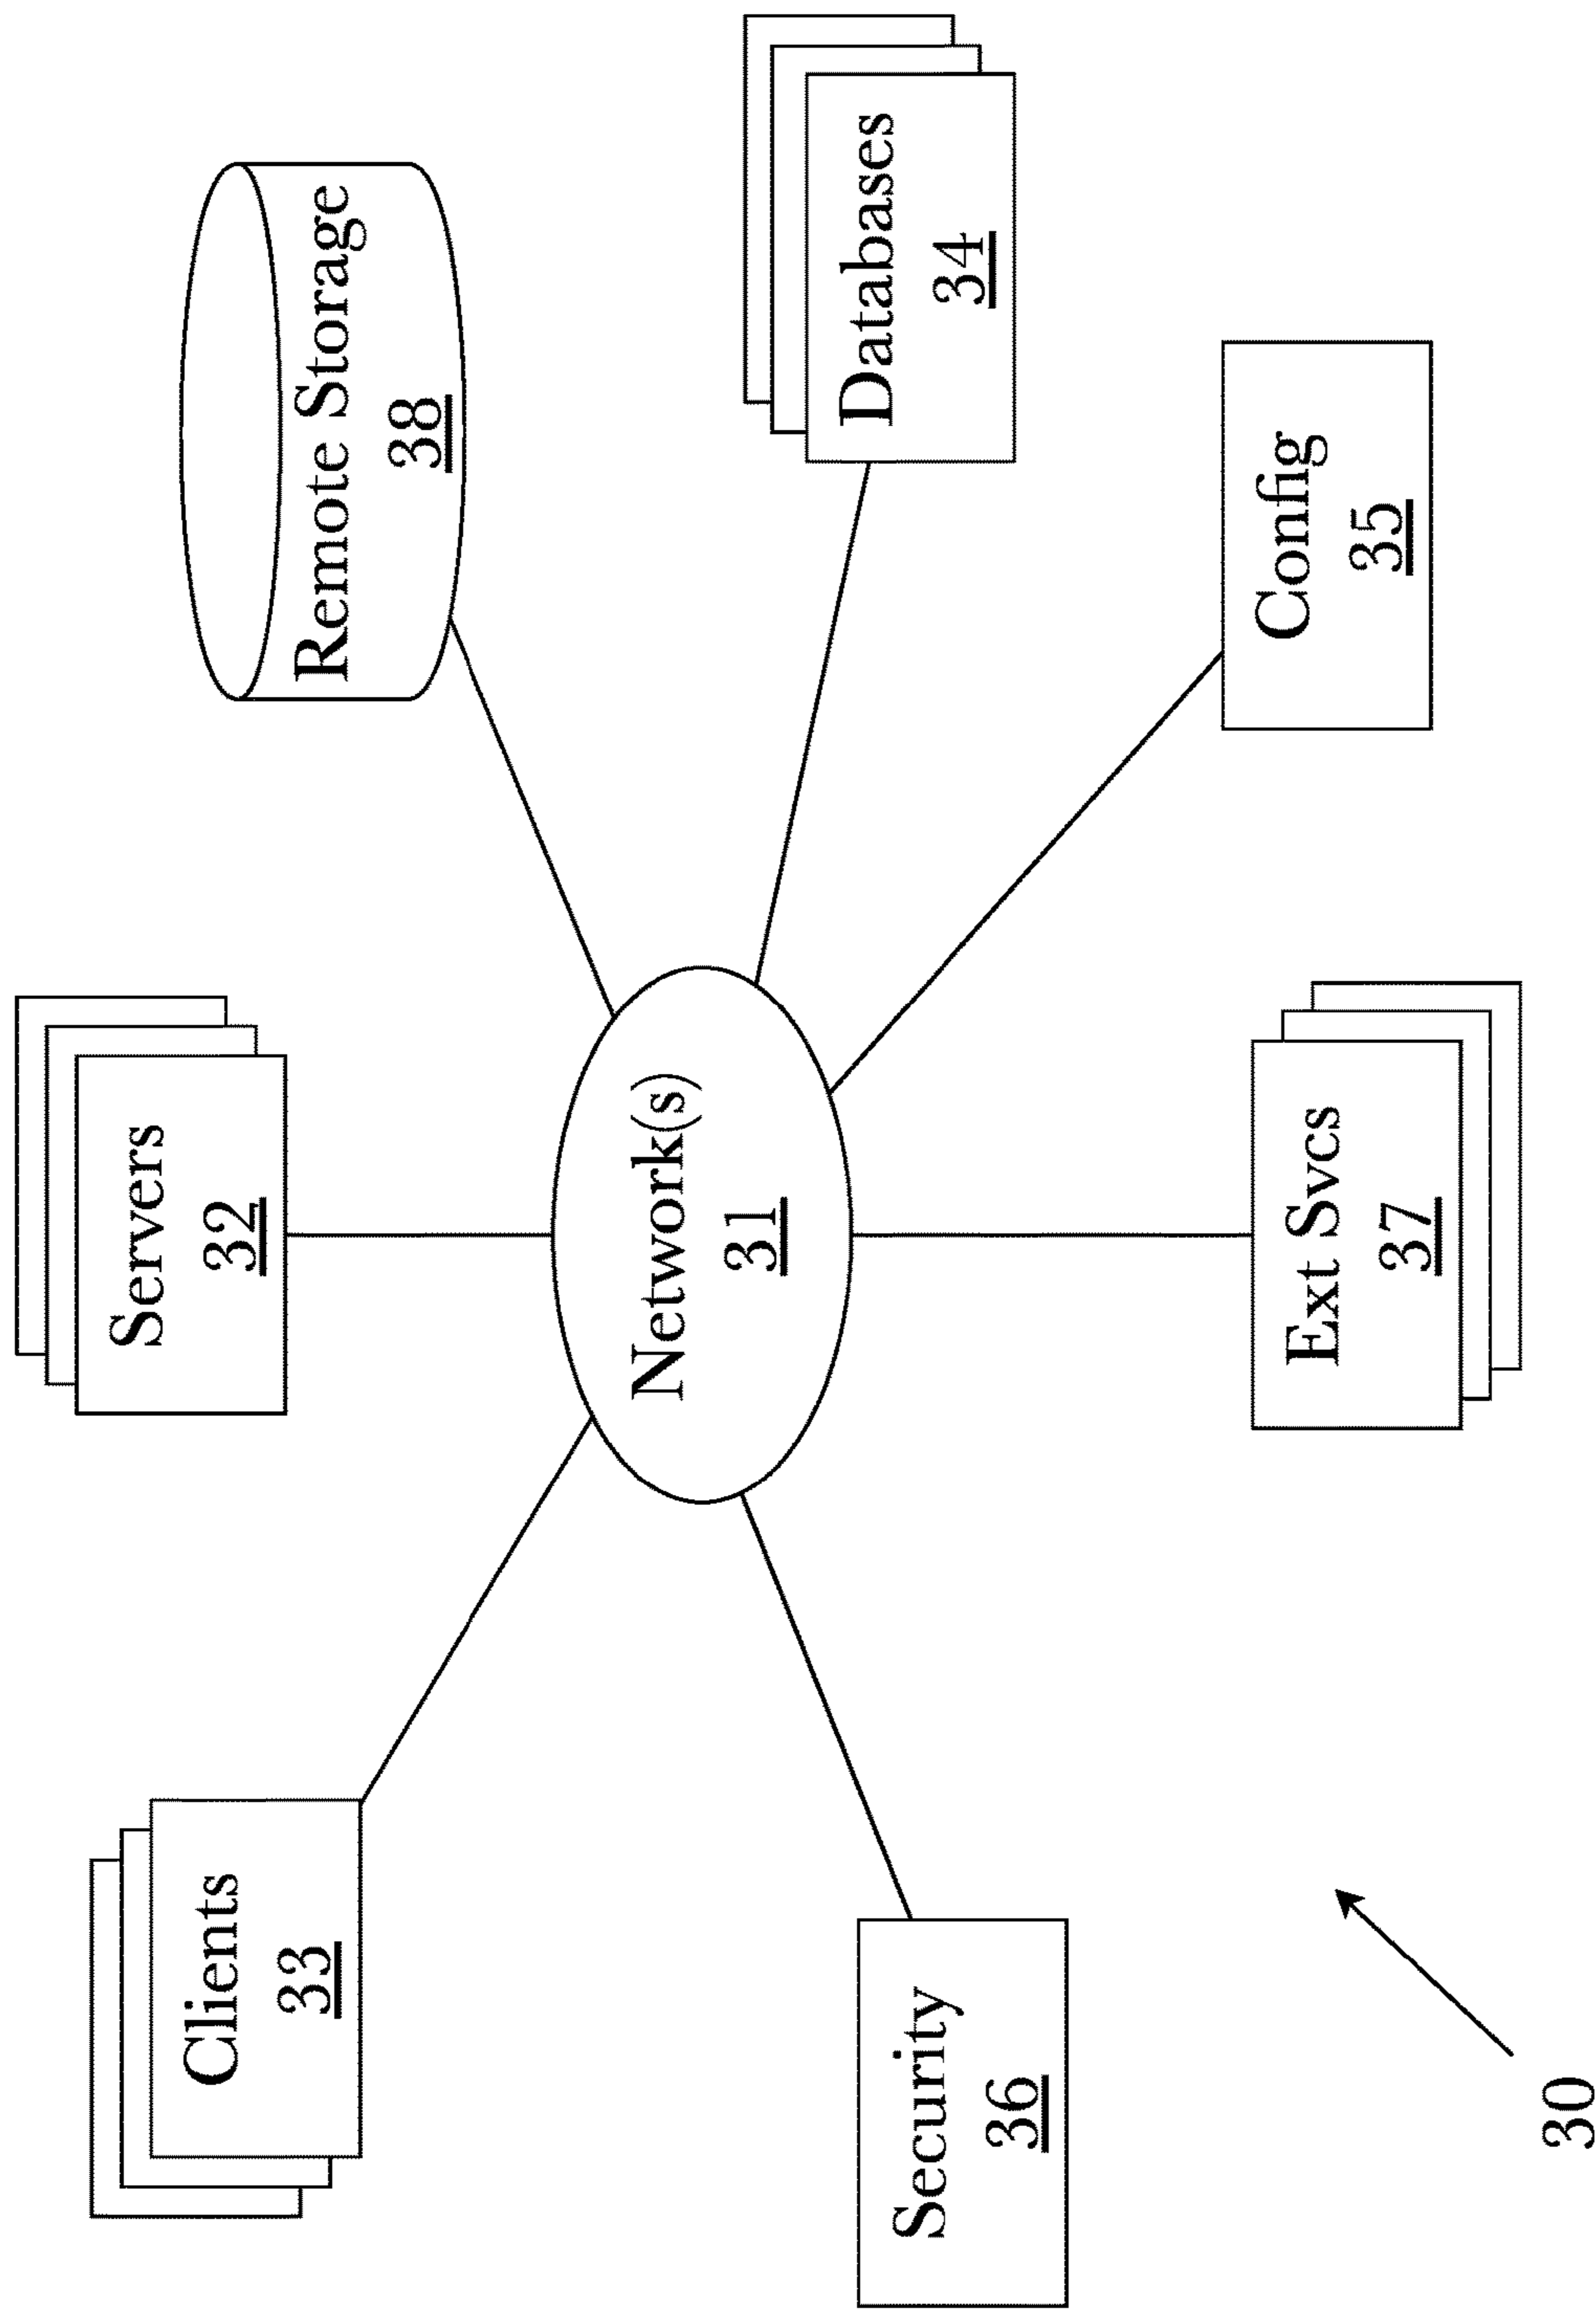 Servers
32
Clients
33
Remote Storage
38
Network(s)
31
Databases
34
Security
36
Ext Svcs
37
Config
35
30